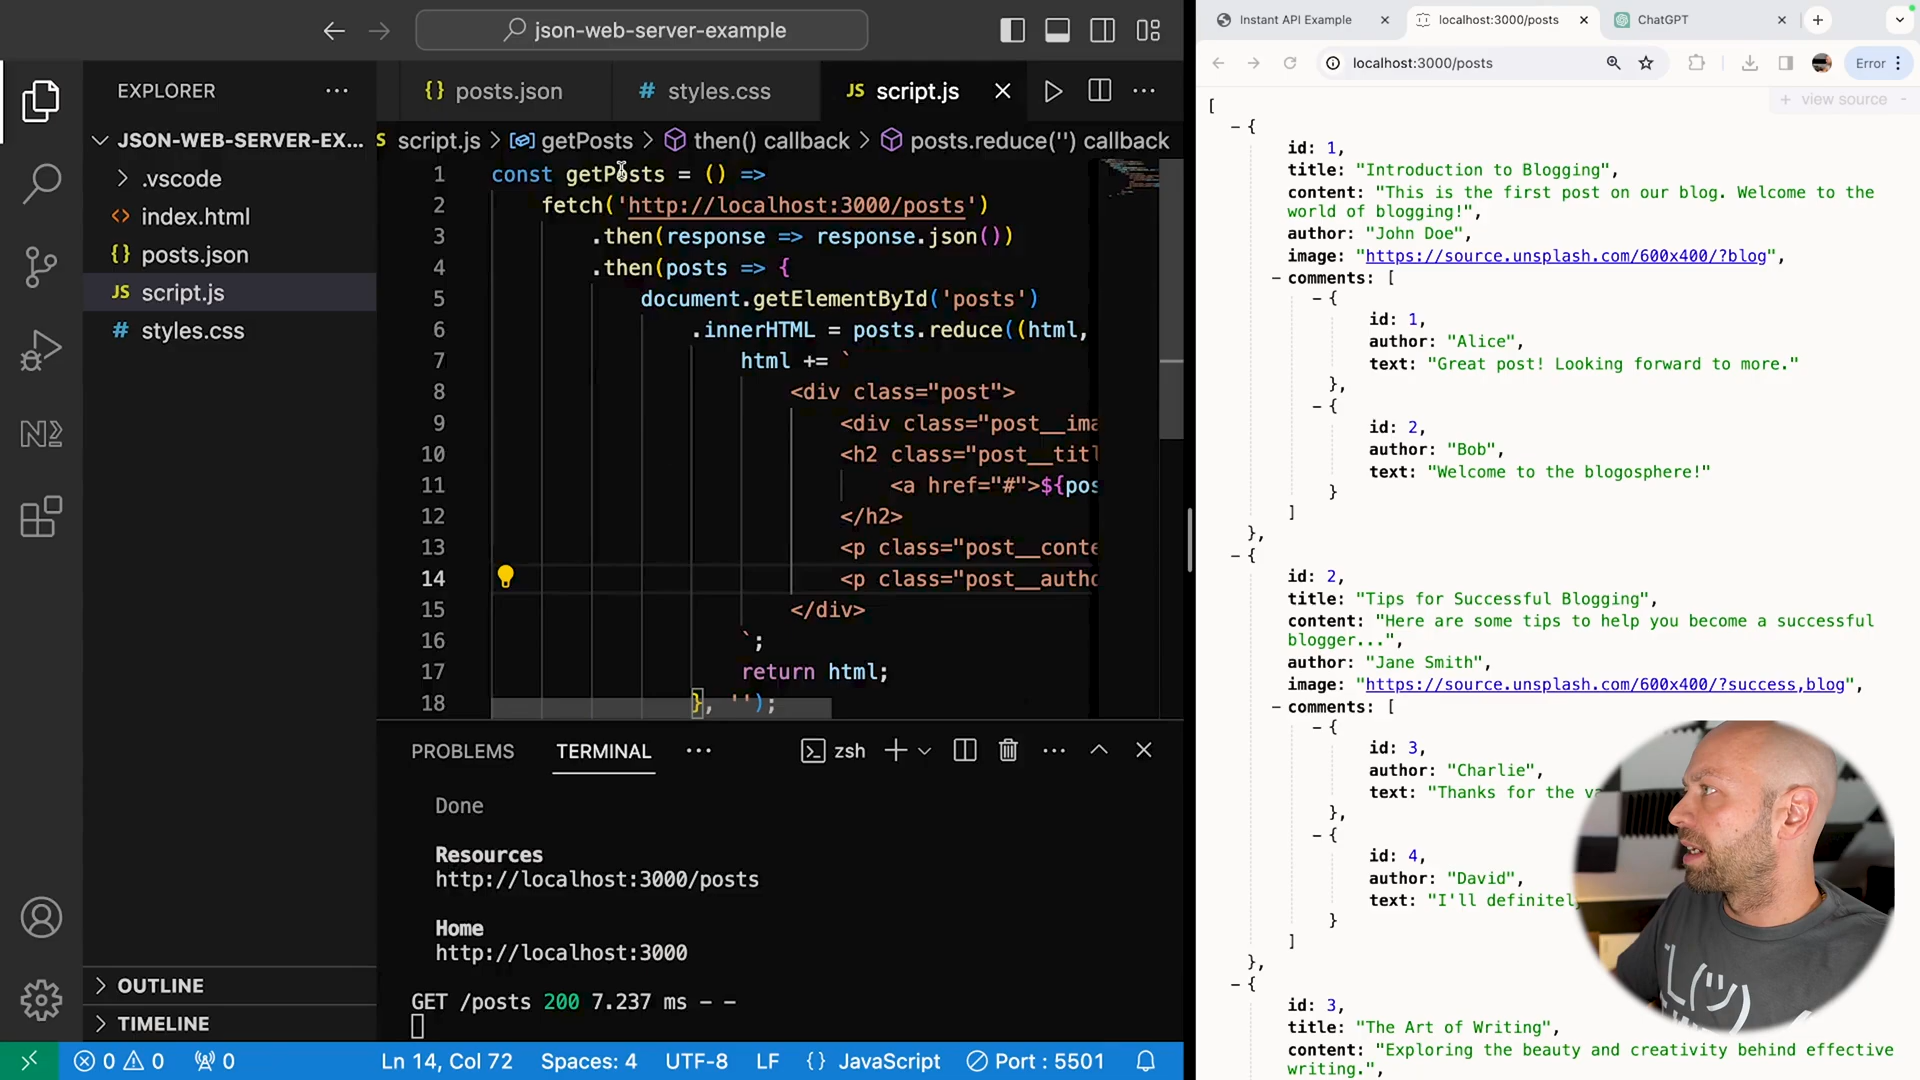 json-web-server-example
EXPLORER
JSON-WEB-SERVER-EX...
.vscode
index.html
posts.json
script.js
styles.css
OUTLINE
TIMELINE
posts.json
styles.css
script.js
script.js > getPosts > then() callback > posts.reduce('') callback
1 const getPosts = () =>
2 fetch('http://localhost:3000/posts')
3 .then(response => response.json())
4 .then(posts => {
5 document.getElementById('posts')
6 .innerHTML = posts.reduce((html,
7 html += `
8 <div class="post">
9 <div class="post__ima
10 <h2 class="post__titl
11 <a href="#">${pos
12 </h2>
13 <p class="post__conte
14 <p class="post__autho
15 </div>
16 `;
17 return html;
18 }, '');
PROBLEMS
TERMINAL
zsh
Done
Resources
http://localhost:3000/posts
Home
http://localhost:3000
GET /posts 200 7.237 ms - -
0 0
0
Ln 14, Col 72
Spaces: 4
UTF-8
LF
{} JavaScript
Port : 5501
Instant API Example
localhost:3000/posts
ChatGPT
localhost:3000/posts
Error
+ view source -
[
- {
id: 1,
title: "Introduction to Blogging",
content: "This is the first post on our blog. Welcome to the
world of blogging!",
author: "John Doe",
image: "https://source.unsplash.com/600x400/?blog",
- comments: [
- {
id: 1,
author: "Alice",
text: "Great post! Looking forward to more."
},
- {
id: 2,
author: "Bob",
text: "Welcome to the blogosphere!"
}
]
},
- {
id: 2,
title: "Tips for Successful Blogging",
content: "Here are some tips to help you become a successful
blogger...",
author: "Jane Smith",
image: "https://source.unsplash.com/600x400/?success,blog",
- comments: [
- {
id: 3,
author: "Charlie",
text: "Thanks for the va
},
- {
id: 4,
author: "David",
text: "I'll definitely
}
]
},
- {
id: 3,
title: "The Art of Writing",
content: "Exploring the beauty and creativity behind effective
writing.",